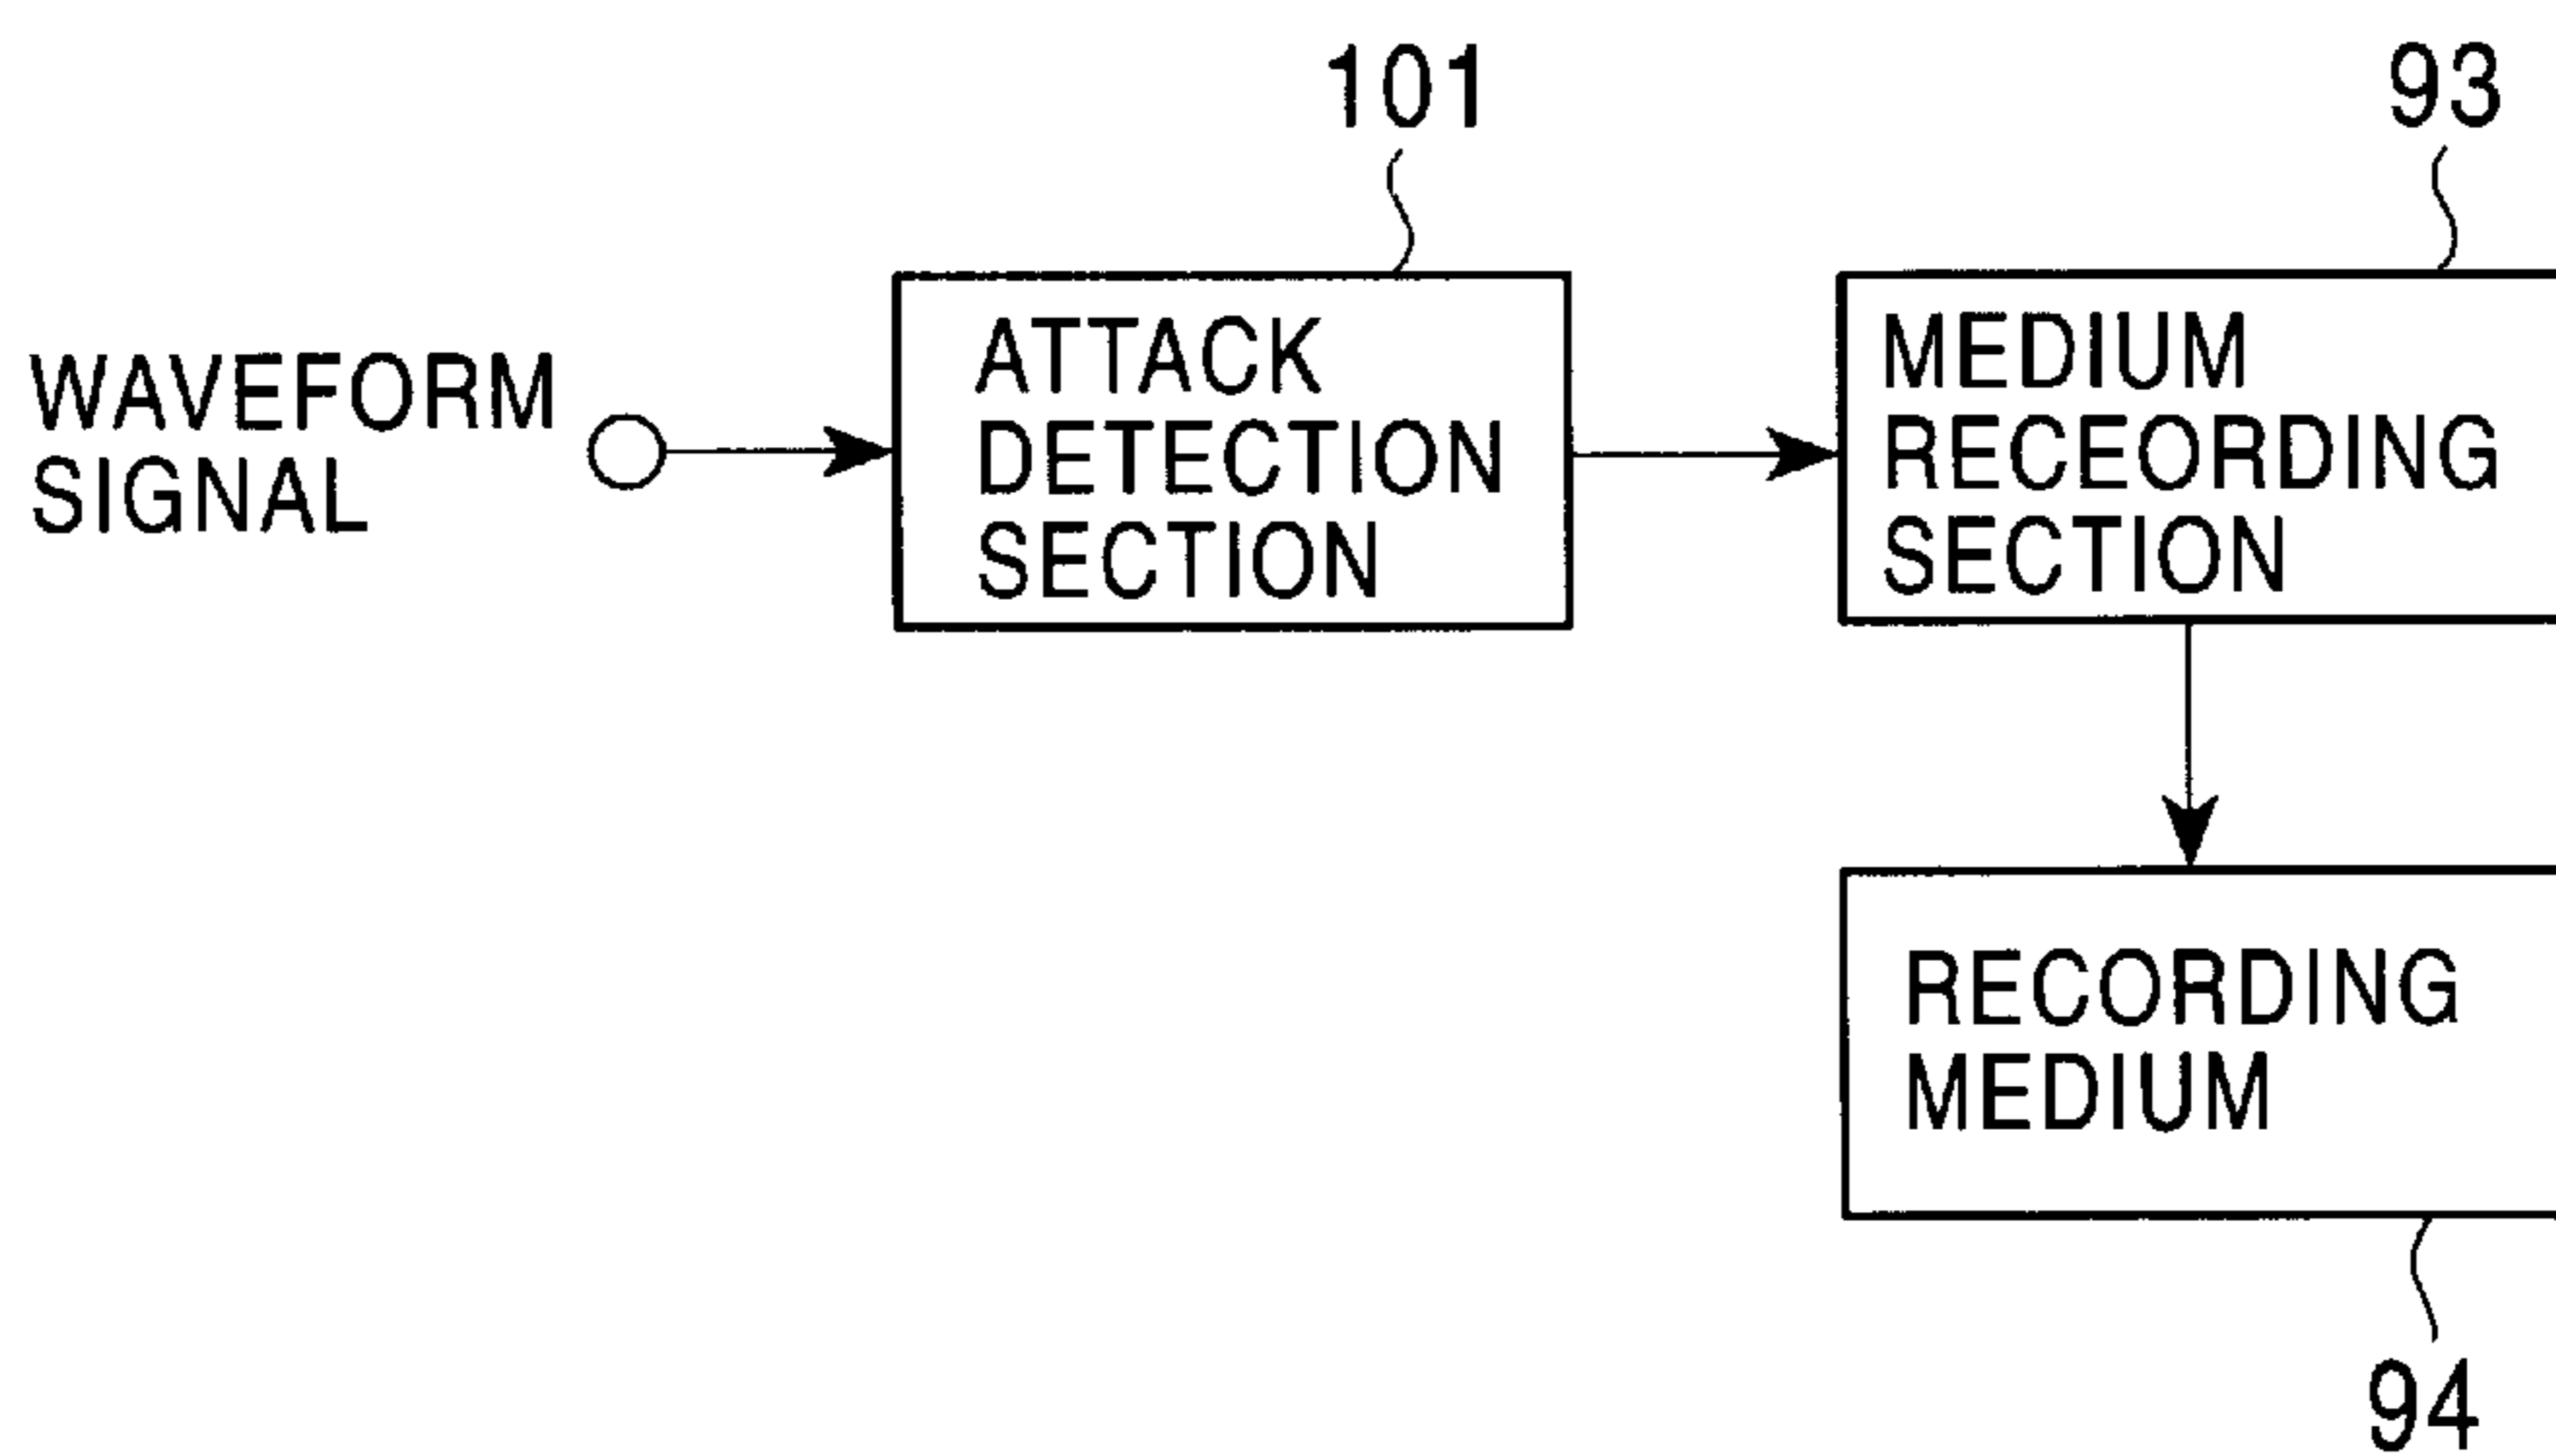 101
93
WAVEFORM
SIGNAL
ATTACK
DETECTION
SECTION
MEDIUM
RECEORDING
SECTION
RECORDING
MEDIUM
94